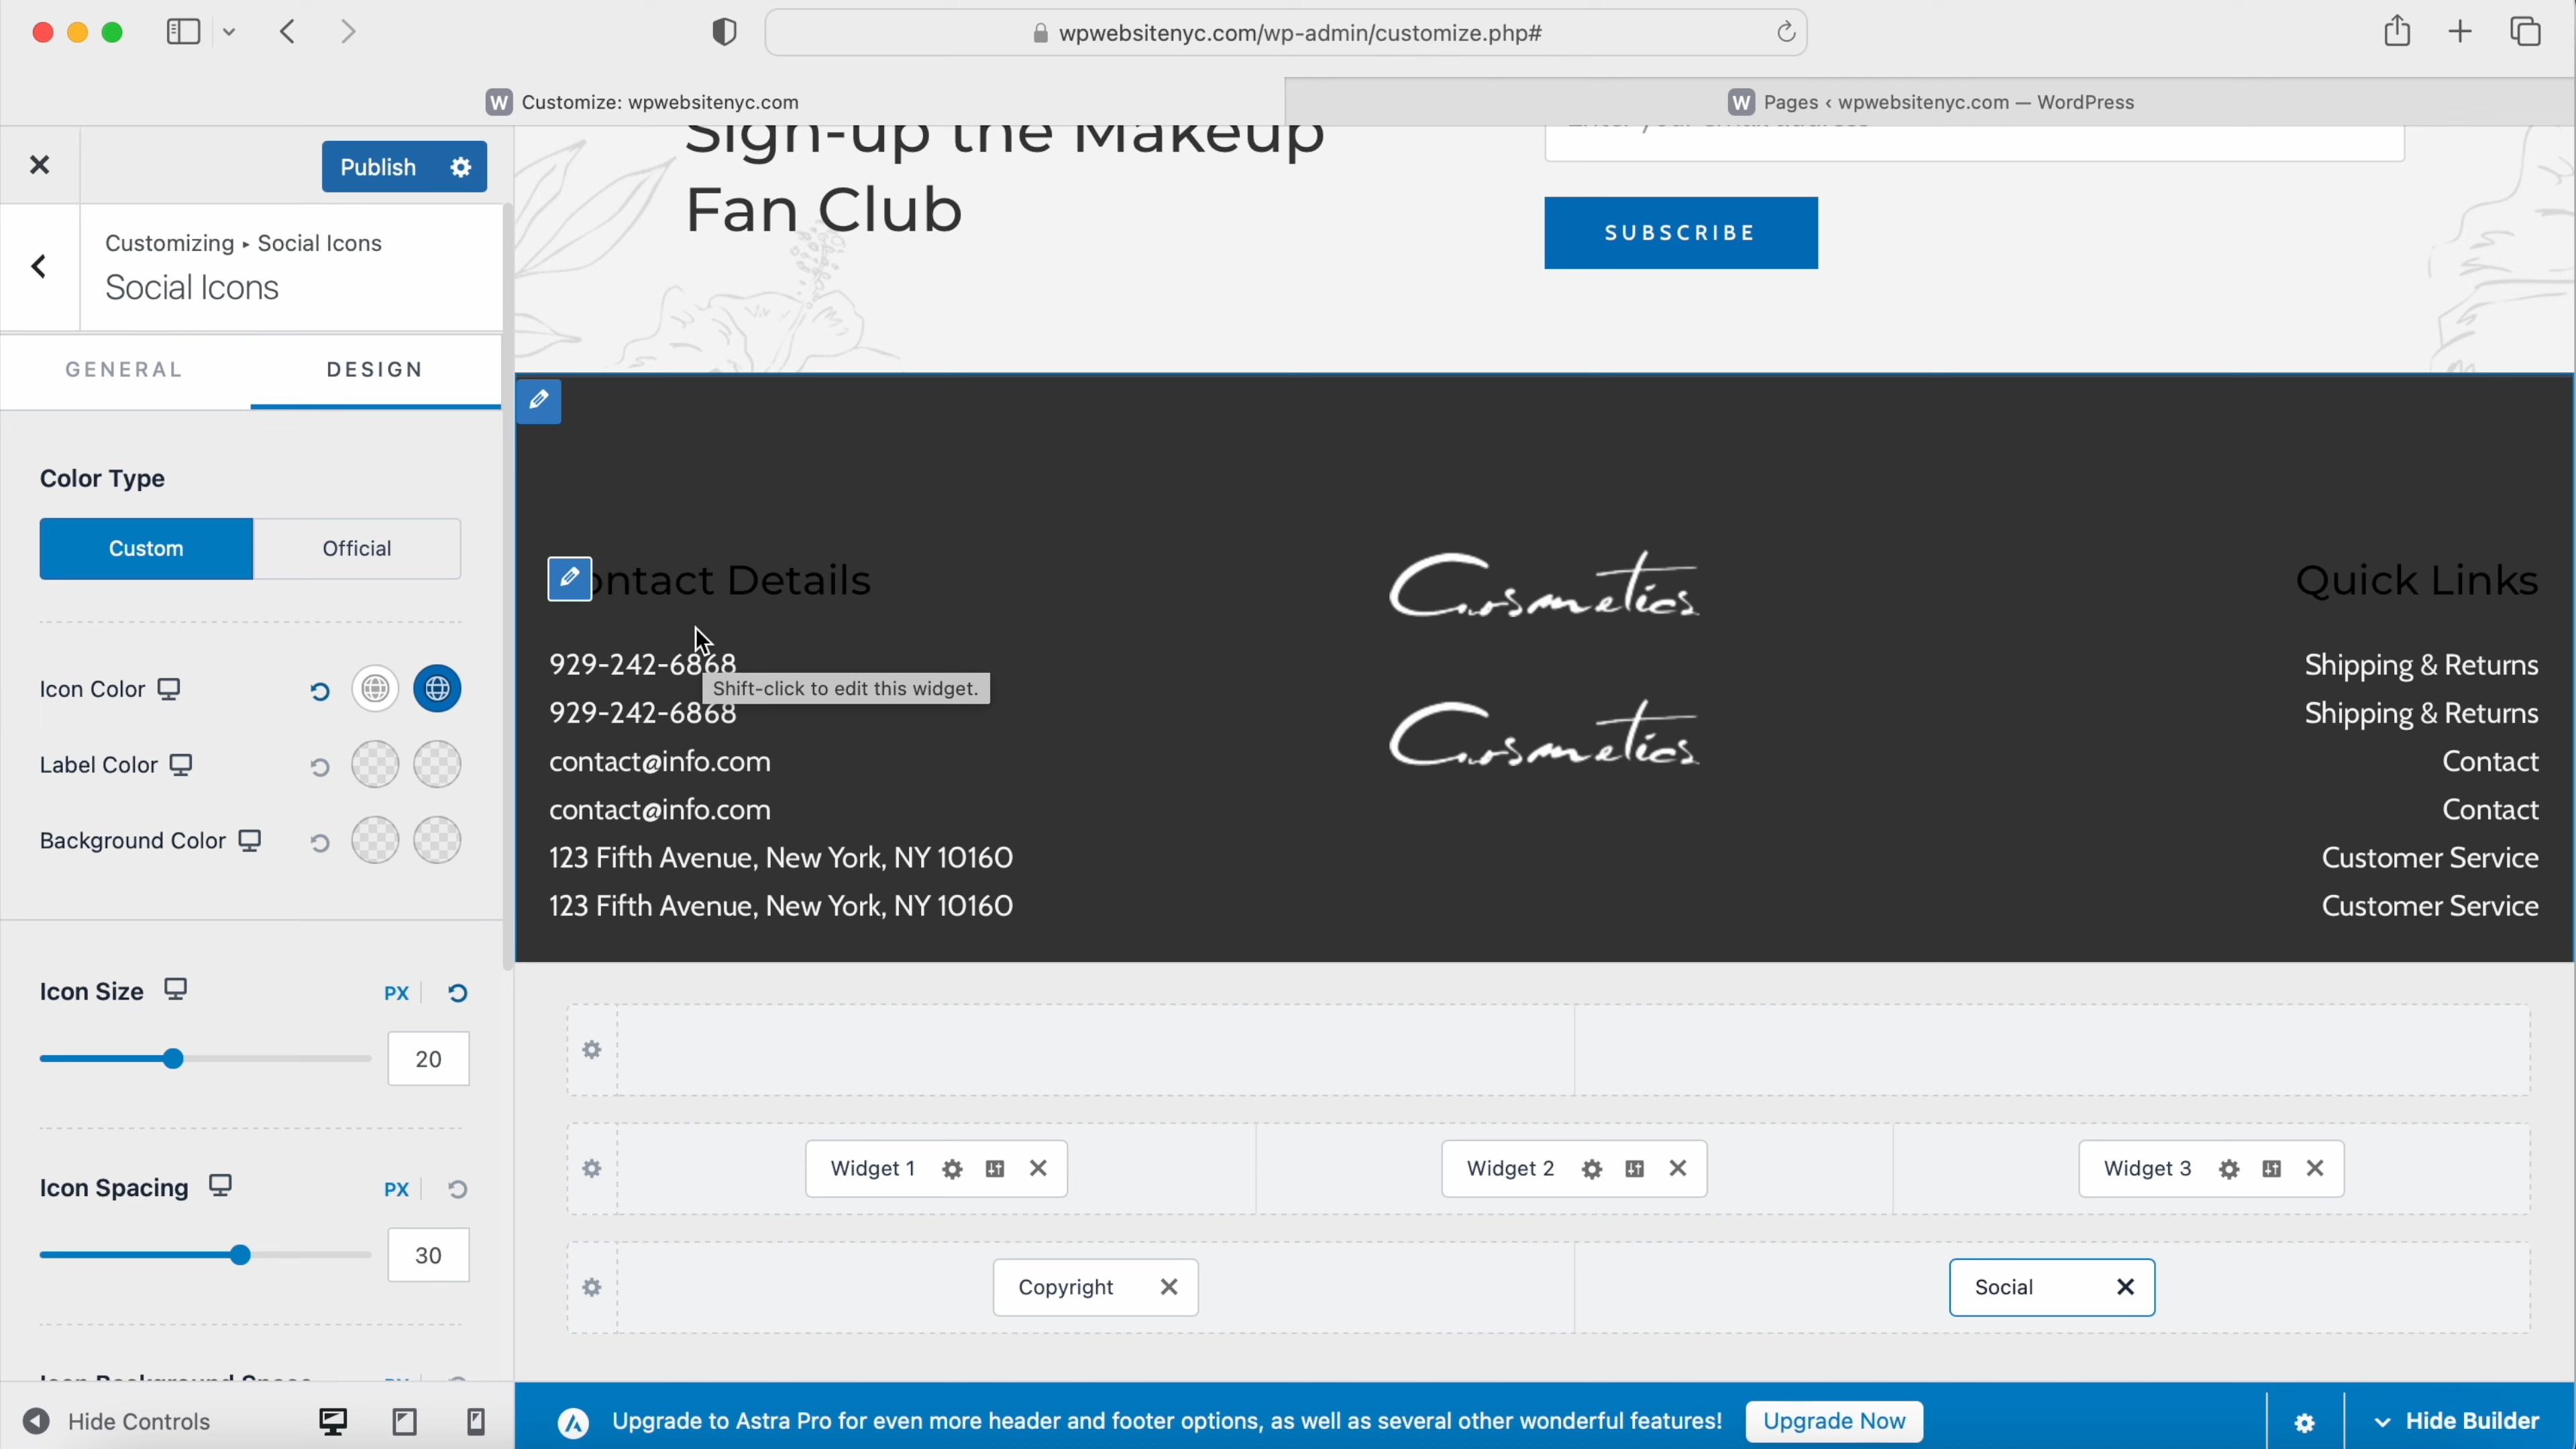 wpwebsitenyc.com/wp-admin/customize.php#
Customize: wpwebsitenyc.com
Pages ‹ wpwebsitenyc.com — WordPress
Publish
Customizing ▸ Social Icons
Social Icons
GENERAL
DESIGN
Color Type
Custom
Official
Icon Color
Label Color
Background Color
Icon Size
PX
20
Icon Spacing
PX
30
Sign-up the Makeup
Fan Club
SUBSCRIBE
ontact Details
929-242-6868
Shift-click to edit this widget.
929-242-6868
contact@info.com
contact@info.com
123 Fifth Avenue, New York, NY 10160
123 Fifth Avenue, New York, NY 10160
Cosmetics
Cosmetics
Quick Links
Shipping & Returns
Shipping & Returns
Contact
Contact
Customer Service
Customer Service
Widget 1
Widget 2
Widget 3
Copyright
Social
Hide Controls
Upgrade to Astra Pro for even more header and footer options, as well as several other wonderful features!
Upgrade Now
Hide Builder